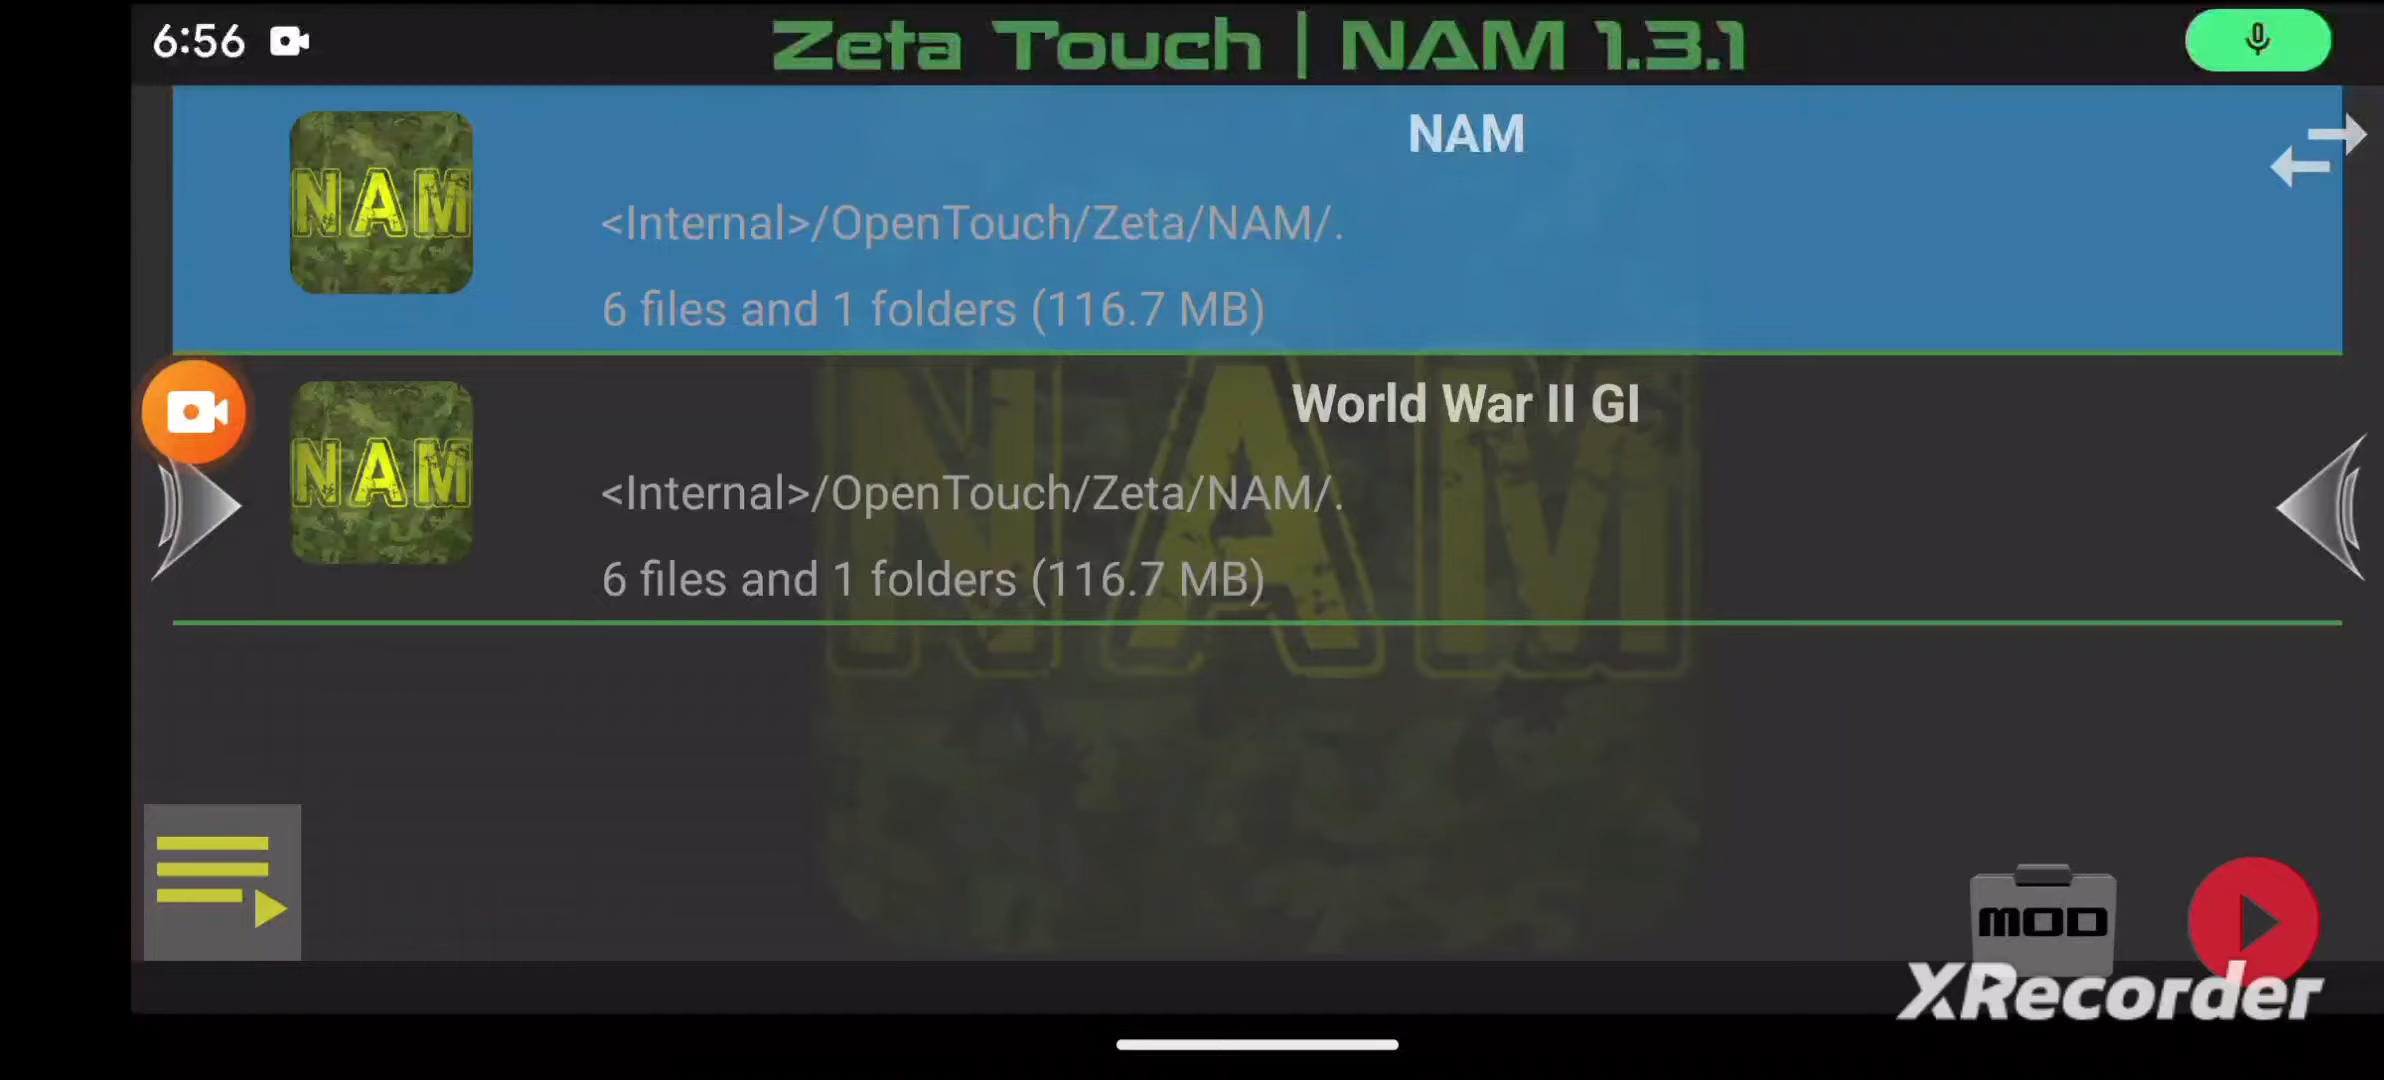 6:56
Zeta Touch | NAM 1.3.1
NAM
NAM
<Internal>/OpenTouch/Zeta/NAM/.
6 files and 1 folders (116.7 MB)
World War II GI
NAM
<Internal>/OpenTouch/Zeta/NAM/.
6 files and 1 folders (116.7 MB)
NAM
MOD
XRecorder